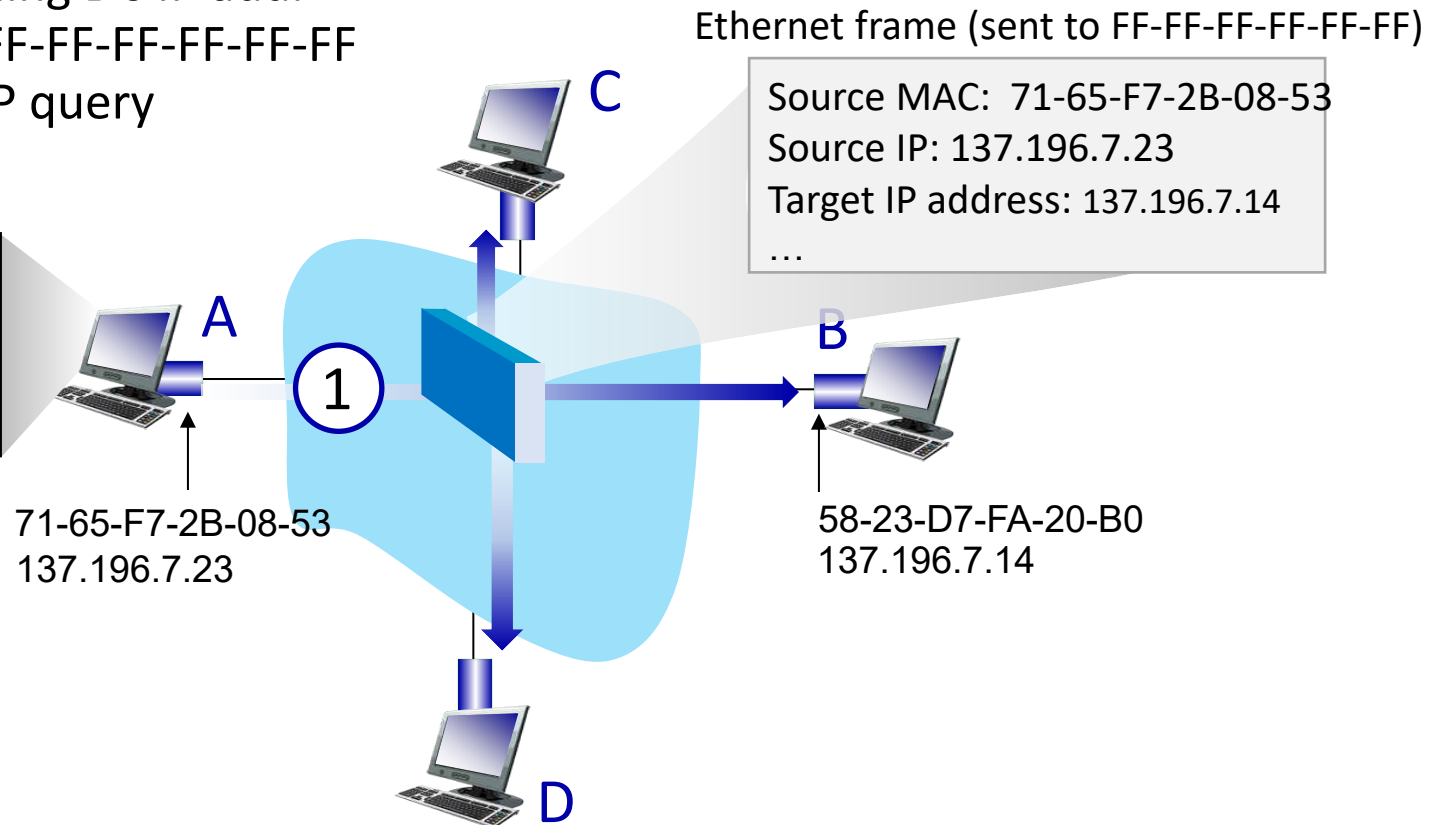 FF-FF-FF-FF-FF-FF
P query
Ethernet frame (sent to FF-FF-FF-FF-FF-FF)
Source MAC: 71-65-F7-2B-08-53
Source IP: 137.196.7.23
Target IP address: 137.196.7.14
…
C
A
B
1
71-65-F7-2B-08-53
137.196.7.23
58-23-D7-FA-20-B0
137.196.7.14
D